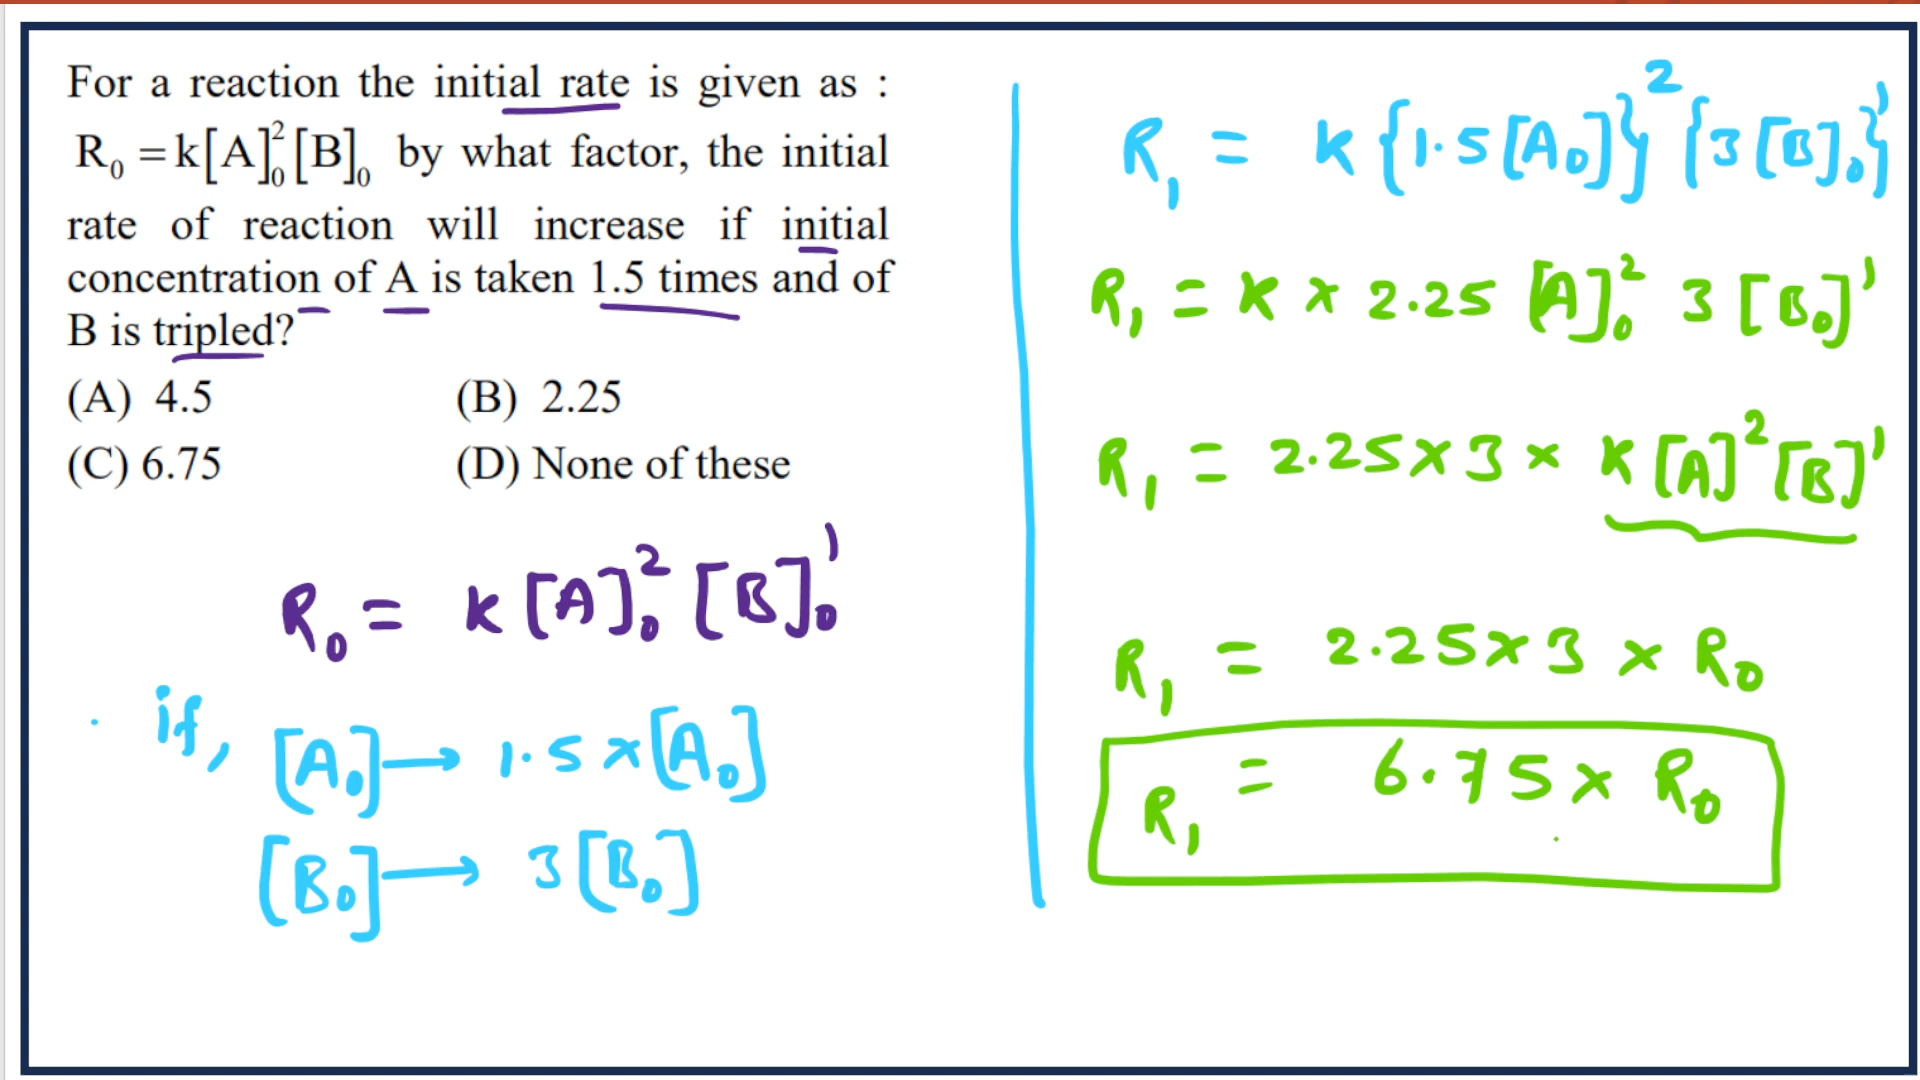 For a reaction the initial rate is given as :
R₀ = k[A]₀²[B]₀ by what factor, the initial
rate of reaction will increase if initial
concentration of A is taken 1.5 times and of
B is tripled?
(A) 4.5 (B) 2.25
(C) 6.75 (D) None of these
R₀ = K [A]₀² [B]₀¹
if, [A₀] → 1.5 × [A₀]
[B₀] → 3 [B₀]
R₁ = K {1.5 [A₀]}² {3 [B]₀}¹
R₁ = K × 2.25 [A]₀² 3 [B₀]¹
R₁ = 2.25 × 3 × K [A]² [B]¹
R₁ = 2.25 × 3 × R₀
R₁ = 6.75 × R₀